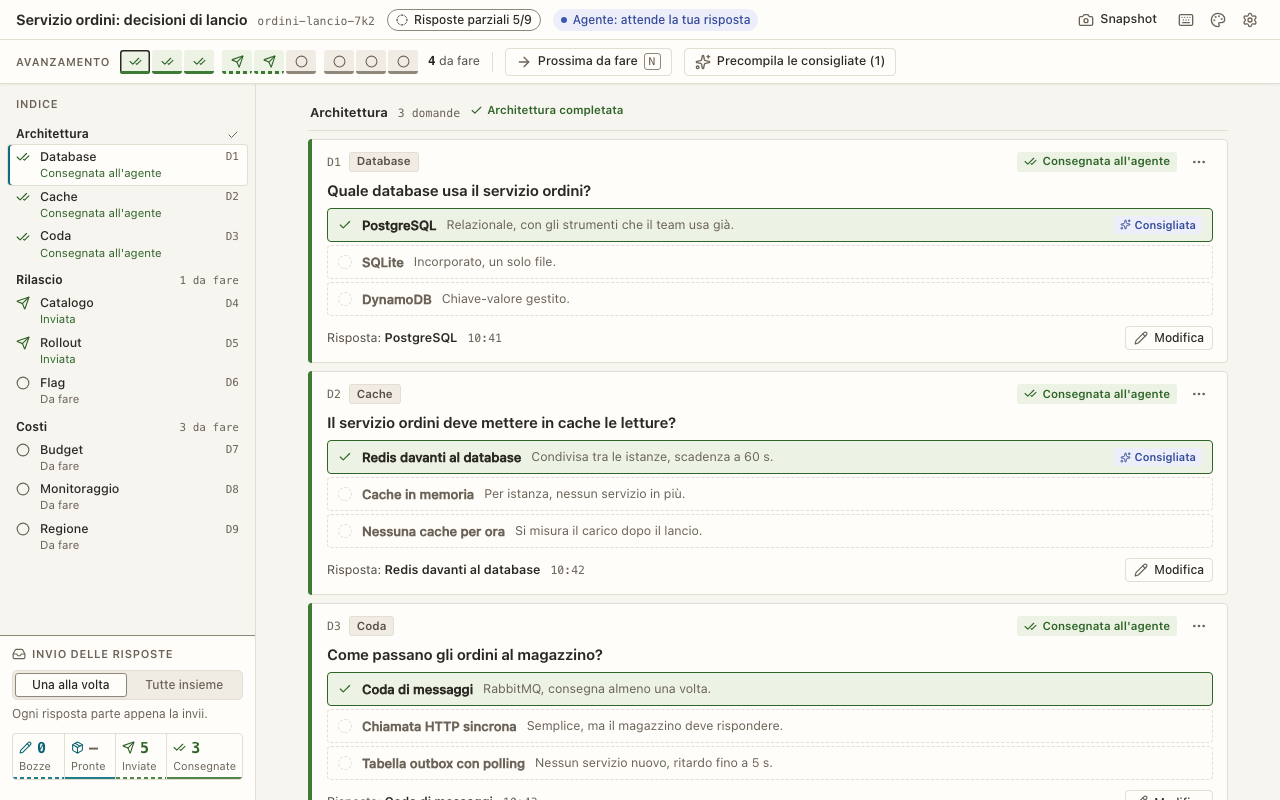 Servizio ordini: decisioni di lancio ordini-lancio-7k2 Risposte parziali 5/9 Agente: attende la tua risposta Snapshot
AVANZAMENTO 4 da fare Prossima da fare N Precompila le consigliate (1)
INDICE
Architettura
Database D1
Consegnata all'agente
Cache D2
Consegnata all'agente
Coda D3
Consegnata all'agente
Rilascio 1 da fare
Catalogo D4
Inviata
Rollout D5
Inviata
Flag D6
Da fare
Costi 3 da fare
Budget D7
Da fare
Monitoraggio D8
Da fare
Regione D9
Da fare
INVIO DELLE RISPOSTE
Una alla volta Tutte insieme
Ogni risposta parte appena la invii.
0 – 5 3
Bozze Pronte Inviate Consegnate
Architettura 3 domande Architettura completata
D1 Database Consegnata all'agente
Quale database usa il servizio ordini?
PostgreSQL Relazionale, con gli strumenti che il team usa già. Consigliata
SQLite Incorporato, un solo file.
DynamoDB Chiave-valore gestito.
Risposta: PostgreSQL 10:41 Modifica
D2 Cache Consegnata all'agente
Il servizio ordini deve mettere in cache le letture?
Redis davanti al database Condivisa tra le istanze, scadenza a 60 s. Consigliata
Cache in memoria Per istanza, nessun servizio in più.
Nessuna cache per ora Si misura il carico dopo il lancio.
Risposta: Redis davanti al database 10:42 Modifica
D3 Coda Consegnata all'agente
Come passano gli ordini al magazzino?
Coda di messaggi RabbitMQ, consegna almeno una volta.
Chiamata HTTP sincrona Semplice, ma il magazzino deve rispondere.
Tabella outbox con polling Nessun servizio nuovo, ritardo fino a 5 s.
Risposta: Coda di messaggi Modifica